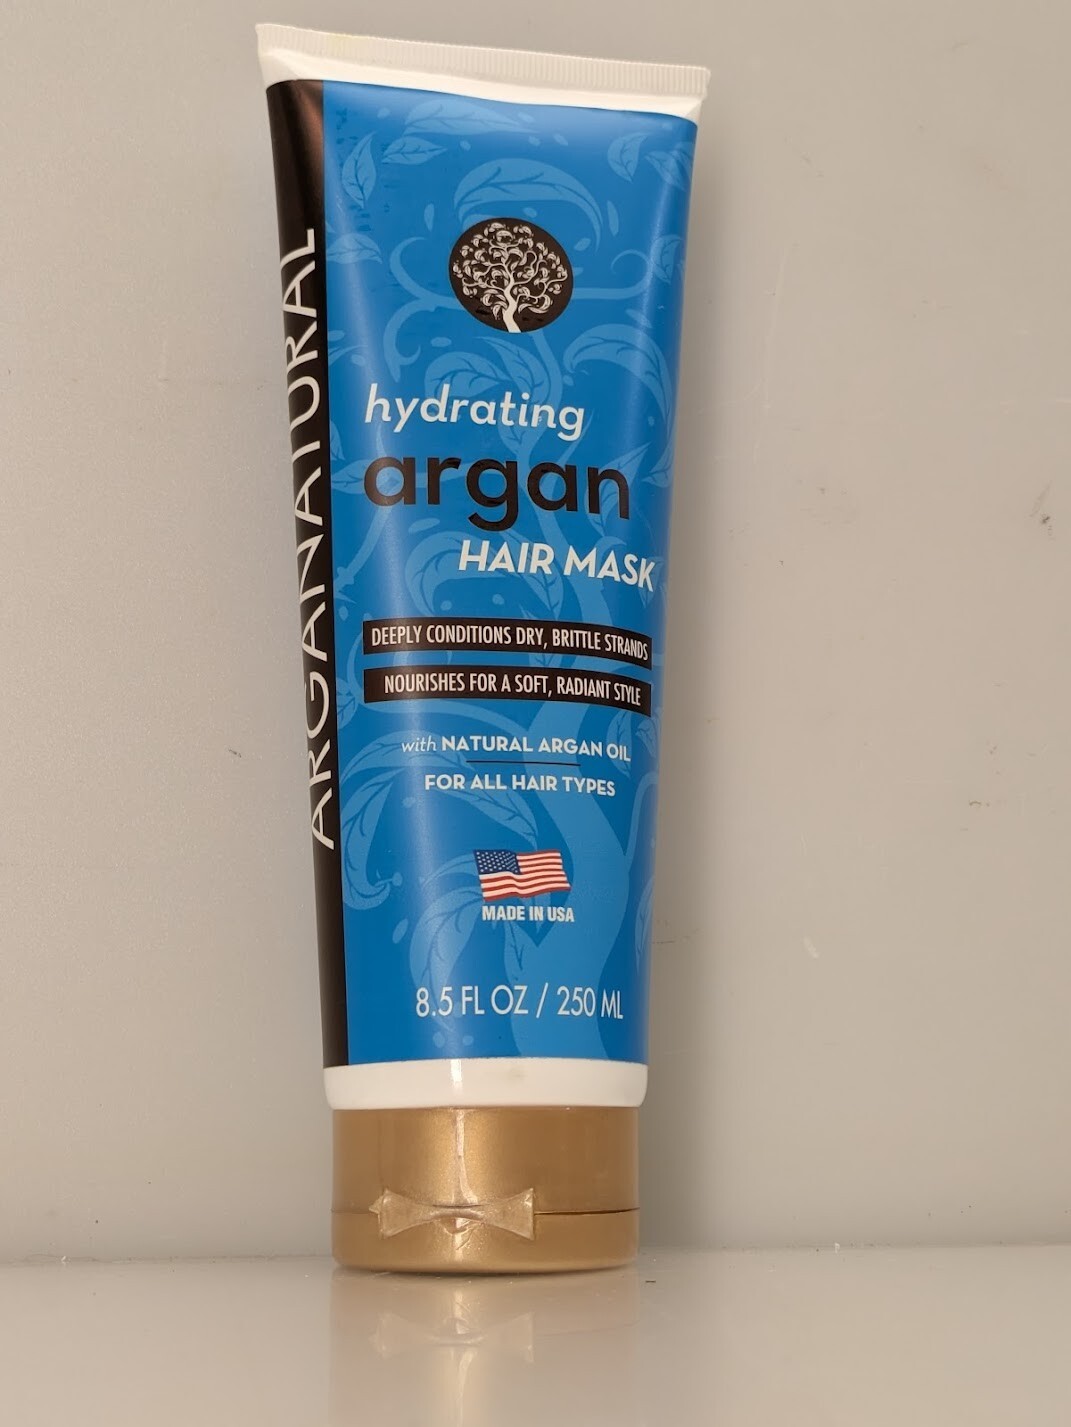 ARGANATURAL
hydrating
argan
HAIR MASK
DEEPLY CONDITIONS DRY, BRITTLE STRANDS
NOURISHES FOR A SOFT, RADIANT STYLE
with NATURAL ARGAN OIL
FOR ALL HAIR TYPES
MADE IN USA
8.5 FL OZ / 250 ML